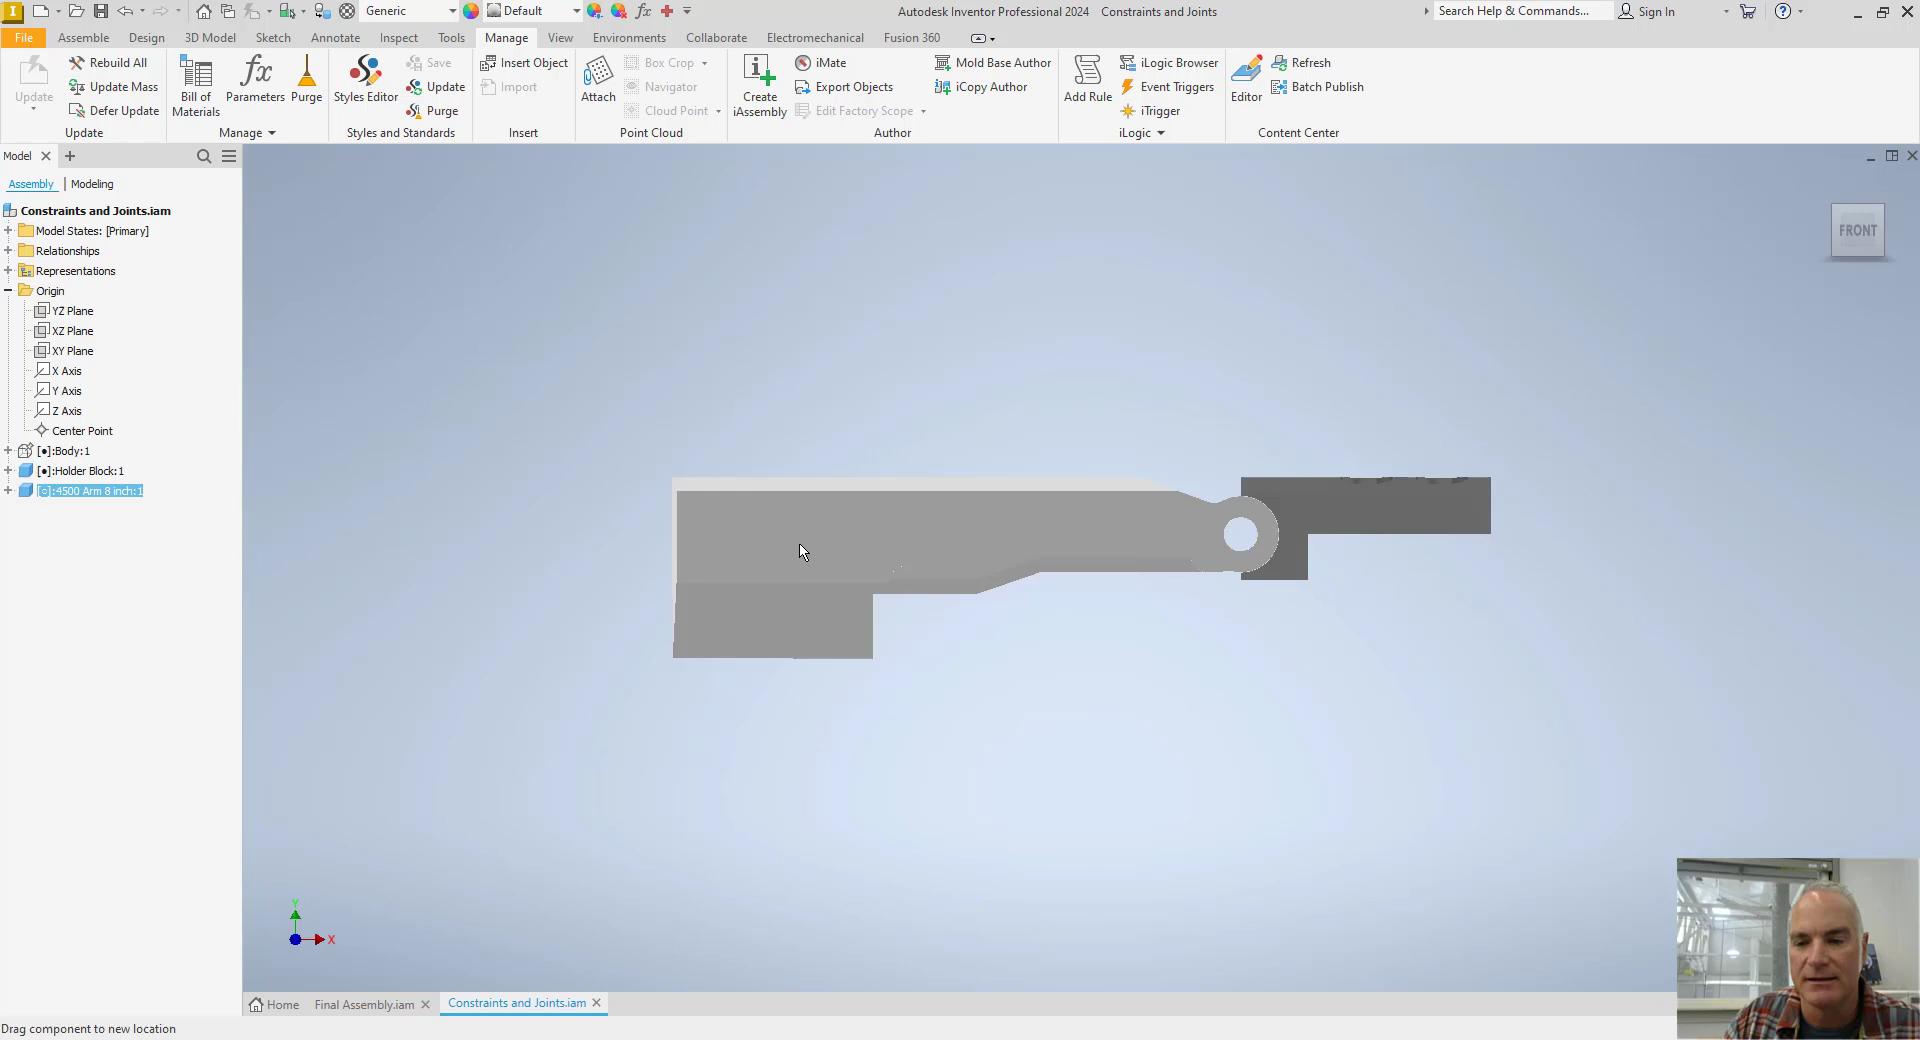 I Generic Default fx Autodesk Inventor Professional 2024 Constraints and Joints Search Help & Commands... Sign In
File Assemble Design 3D Model Sketch Annotate Inspect Tools Manage View Environments Collaborate Electromechanical Fusion 360
Update
Rebuild All
Update Mass
Defer Update
Update
Bill of Materials
fx
Parameters
Purge
Manage
Styles Editor
Save
Update
Purge
Styles and Standards
Insert Object
Import
Insert
Attach
Box Crop
Navigator
Cloud Point
Point Cloud
Create iAssembly
iMate
Export Objects
Edit Factory Scope
Mold Base Author
iCopy Author
Author
Add Rule
iLogic Browser
Event Triggers
iTrigger
iLogic
Editor
Refresh
Batch Publish
Content Center
Model
Assembly | Modeling
Constraints and Joints.iam
Model States: [Primary]
Relationships
Representations
Origin
YZ Plane
XZ Plane
XY Plane
X Axis
Y Axis
Z Axis
Center Point
[●]:Body:1
[●]:Holder Block:1
[○]:4500 Arm 8 inch:1
FRONT
Y
X
Home Final Assembly.iam Constraints and Joints.iam
Drag component to new location